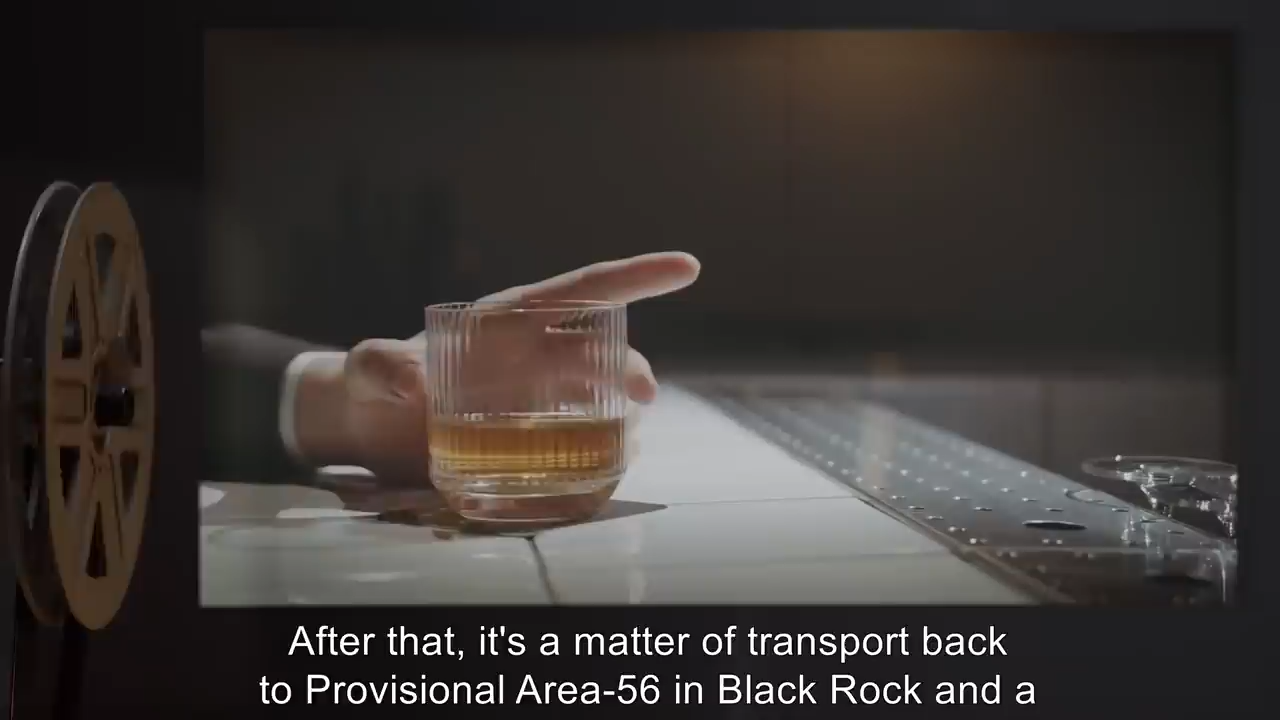 After that, it's a matter of transport back
to Provisional Area-56 in Black Rock and a